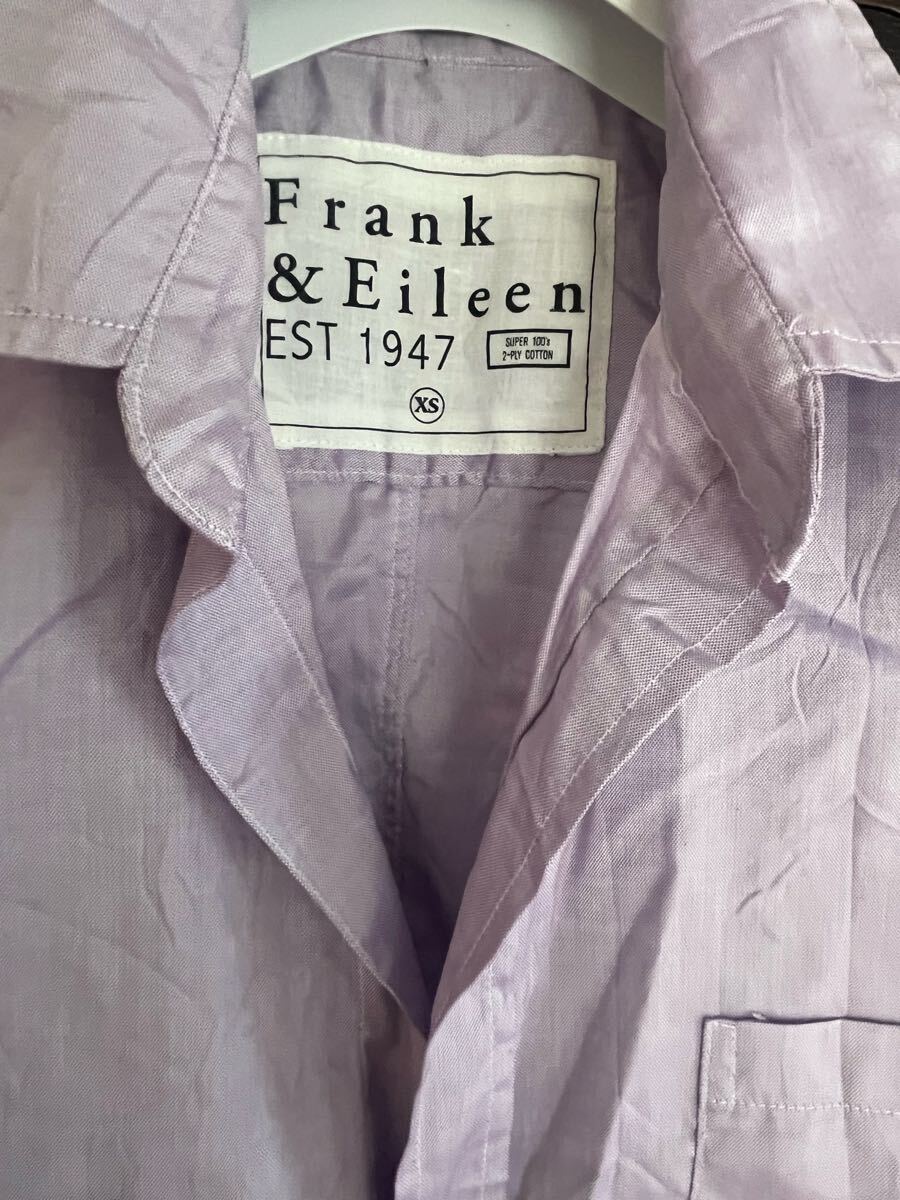 Frank
& Eileen
EST 1947
SUPER 100's
2-PLY COTTON
XS